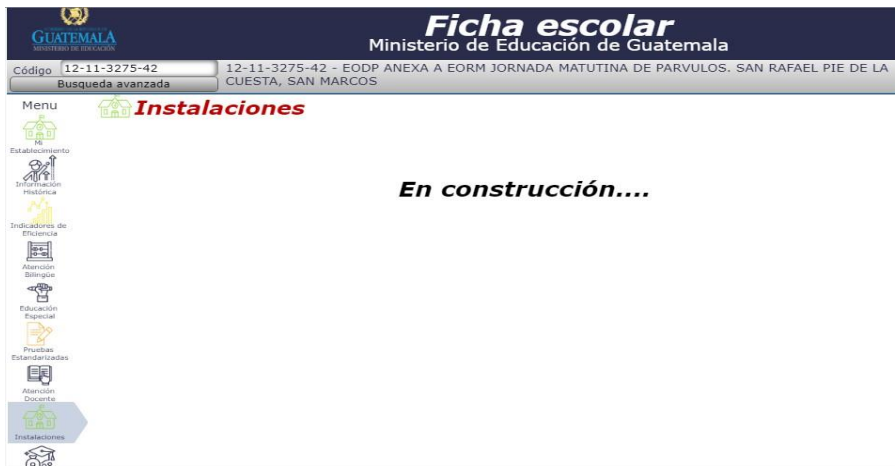 Ficha escolar
GUATEMALA
MINISTERIO DE EDUCACIÓN
Ministerio de Educación de Guatemala
Código 12-11-3275-42
Busqueda avanzada
12-11-3275-42 - EODP ANEXA A EORM JORNADA MATUTINA DE PARVULOS. SAN RAFAEL PIE DE LA
CUESTA, SAN MARCOS
Menu
Instalaciones
En construcción....
Mi
Establecimiento
Información
Histórica
Indicadores de
Eficiencia
Atención
Bilingüe
Educación
Especial
Pruebas
Estandarizadas
Atención
Docente
Instalaciones